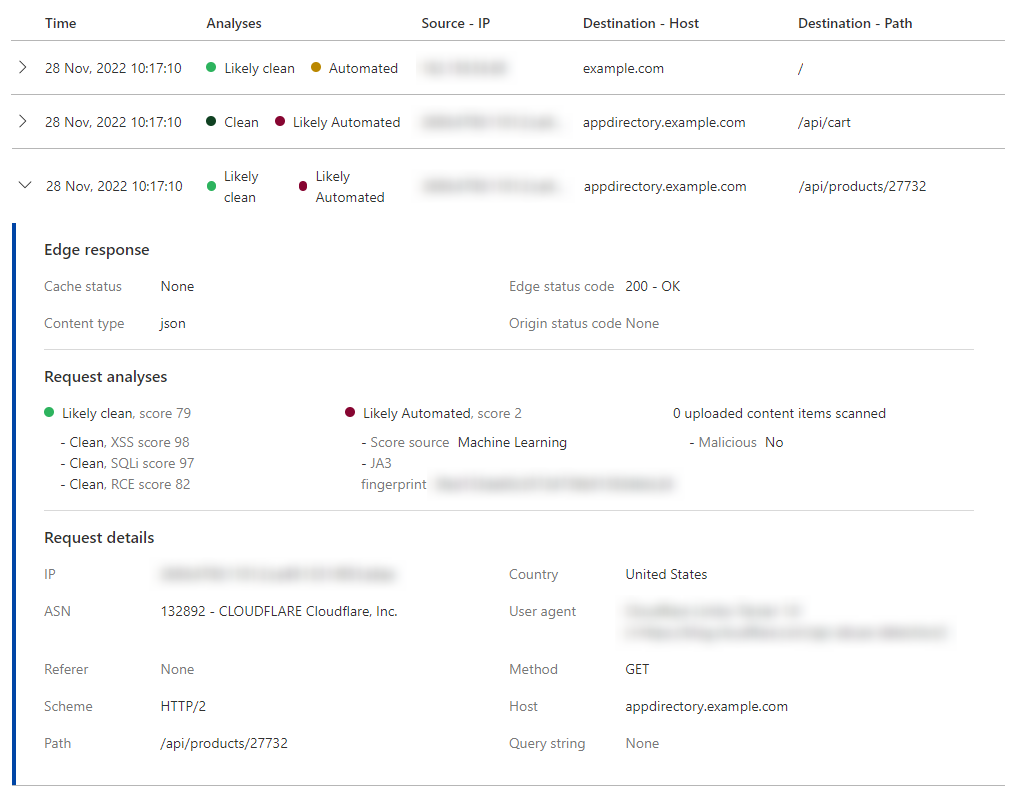 Time Analyses Source - IP Destination - Host Destination - Path
28 Nov, 2022 10:17:10 Likely clean Automated example.com /
28 Nov, 2022 10:17:10 Clean Likely Automated appdirectory.example.com /api/cart
28 Nov, 2022 10:17:10 Likely clean Likely Automated appdirectory.example.com /api/products/27732
Edge response
Cache status None Edge status code 200 - OK
Content type json Origin status code None
Request analyses
Likely clean, score 79 Likely Automated, score 2 0 uploaded content items scanned
- Clean, XSS score 98 - Score source Machine Learning - Malicious No
- Clean, SQLi score 97 - JA3
- Clean, RCE score 82 fingerprint
Request details
IP Country United States
ASN 132892 - CLOUDFLARE Cloudflare, Inc. User agent
Referer None Method GET
Scheme HTTP/2 Host appdirectory.example.com
Path /api/products/27732 Query string None